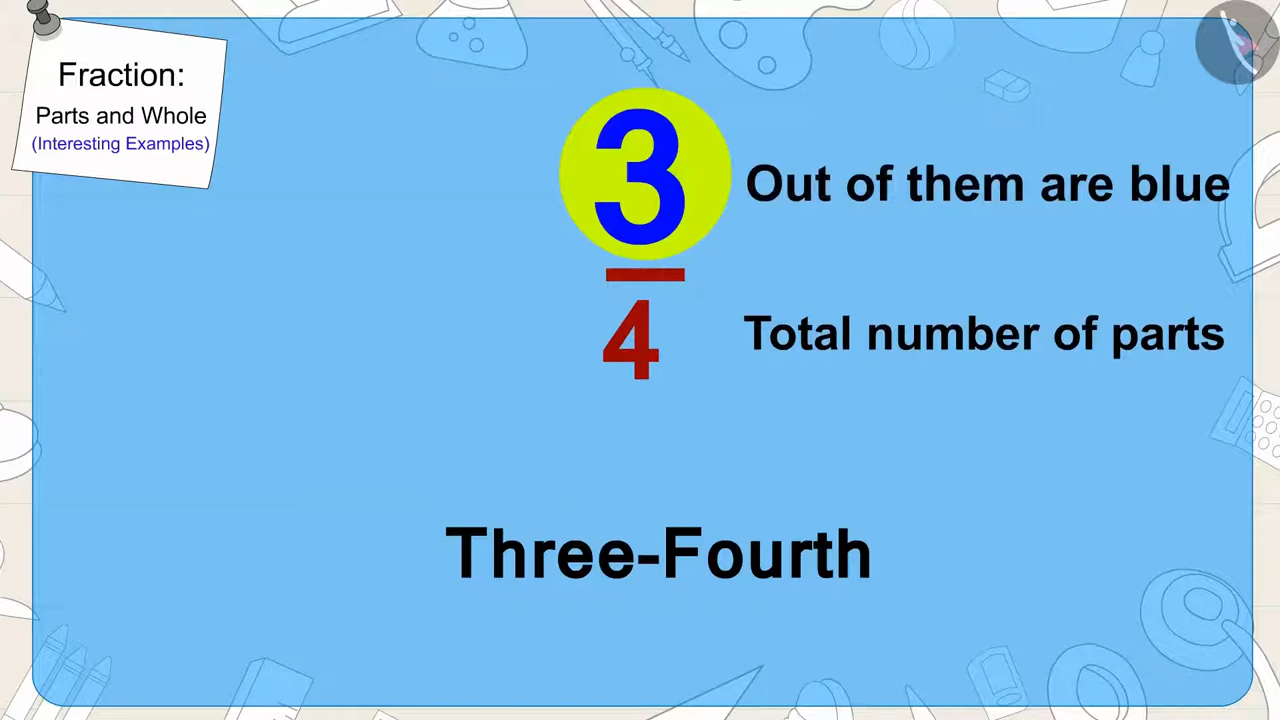 Fraction:
Parts and Whole
(Interesting Examples)
3 Out of them are blue
4 Total number of parts
Three-Fourth